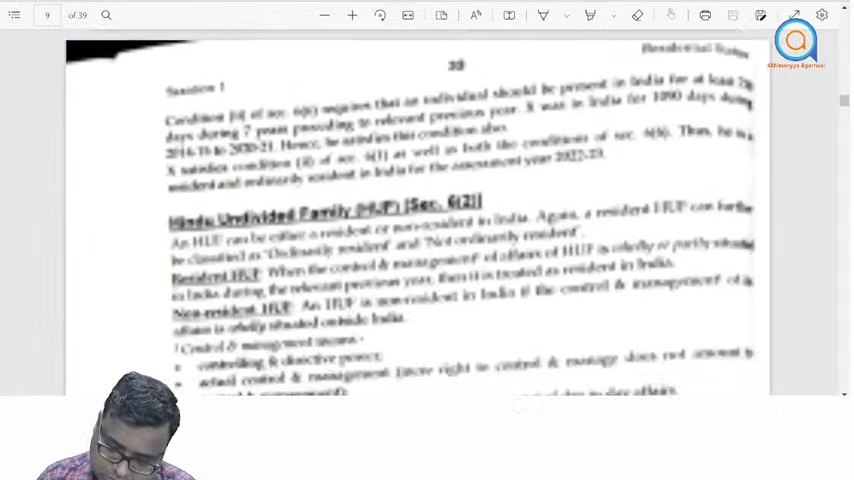 9 of 39
Abhimanyu Agarwal
30
Residential Status
Situation 1
Condition (ii) of sec. 6(6) requires that an individual should be present in India for at least
days during 7 years preceding to relevant previous year. X was in India for 1090 days during
to 2020-21. Hence, he satisfies this condition also.
X satisfies condition (ii) of sec. 6(1) as well as both the conditions of sec. 6(6). Thus, he is a
resident and ordinarily resident in India for the assessment year 2022-23.
Hindu Undivided Family (HUF) [Sec. 6(2)]
An HUF can be either a resident or non-resident in India. Again, a resident HUF can further
be classified as 'Ordinarily resident' and 'Not ordinarily resident'.
Resident HUF: When the control & management¹ of affairs of HUF is wholly or partly situated
in India during the relevant previous year, then it is treated as resident in India.
Non-resident HUF: An HUF is non-resident in India if the control & management¹ of its
affairs is wholly situated outside India.
¹ Control & management means -
controlling & directive power;
actual control & management (mere right to control & manage does not amount to
day to day affairs.